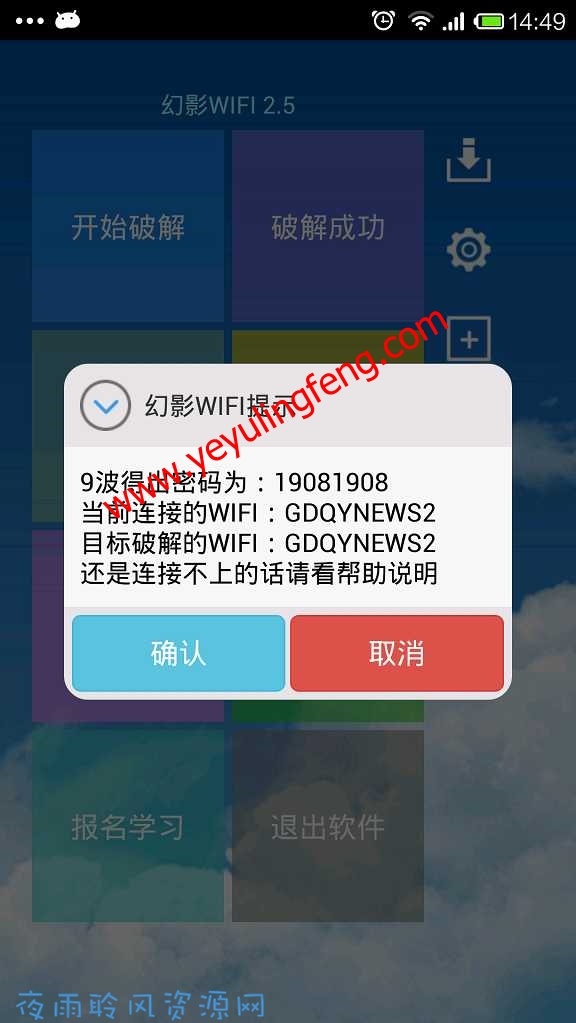 14:49
幻影WIFI 2.5
开始破解
破解成功
幻影WIFI提示
www.yeyulingfeng.com
9波得出密码为：19081908
当前连接的WIFI：GDQYNEWS2
目标破解的WIFI：GDQYNEWS2
还是连接不上的话请看帮助说明
确认
取消
报名学习
退出软件
夜雨聆风资源网